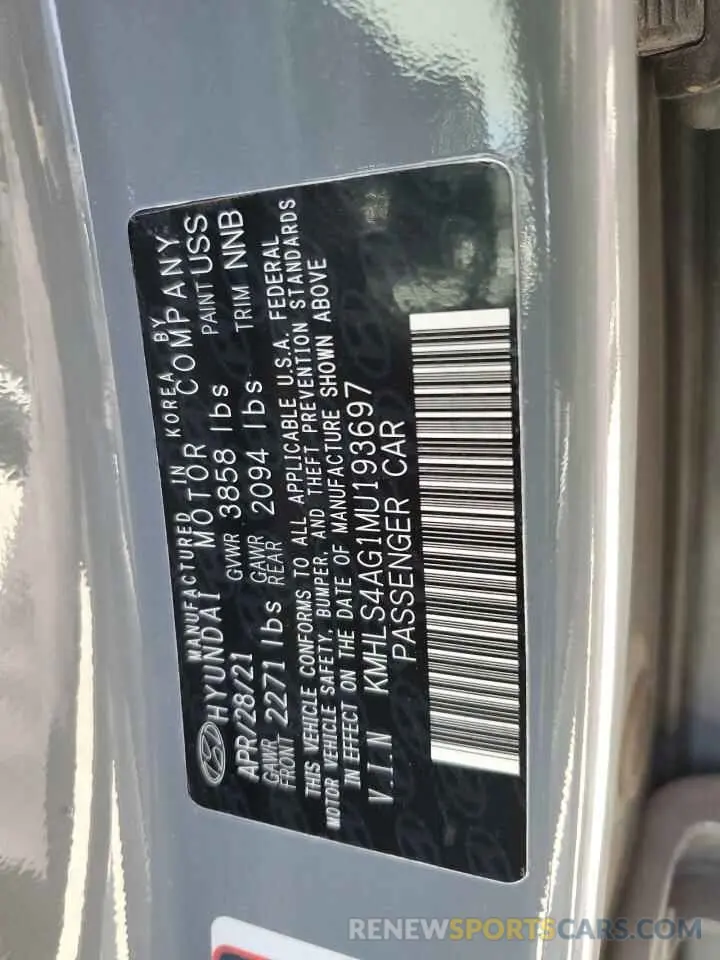 MANUFACTURED IN KOREA BY
HYUNDAI MOTOR COMPANY
APR/28/21 GVWR 3858 lbs PAINT USS
GAWR FRONT 2271 lbs GAWR REAR 2094 lbs TRIM NNB
THIS VEHICLE CONFORMS TO ALL APPLICABLE U.S.A. FEDERAL
MOTOR VEHICLE SAFETY, BUMPER, AND THEFT PREVENTION STANDARDS
IN EFFECT ON THE DATE OF MANUFACTURE SHOWN ABOVE
V.I.N KMHLS4AG1MU193697
PASSENGER CAR
RENEWSPORTSCARS.COM